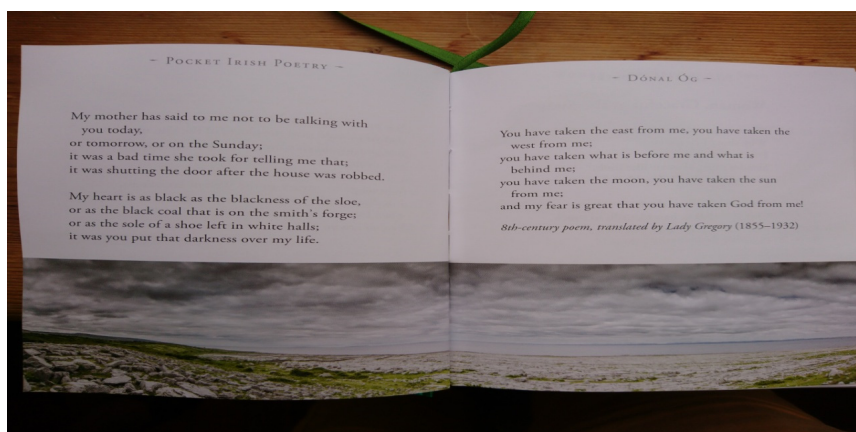 ~ POCKET IRISH POETRY ~
My mother has said to me not to be talking with
you today,
or tomorrow, or on the Sunday;
it was a bad time she took for telling me that;
it was shutting the door after the house was robbed.
My heart is as black as the blackness of the sloe,
or as the black coal that is on the smith's forge;
or as the sole of a shoe left in white halls;
it was you put that darkness over my life.
~ DÓNAL ÓG ~
You have taken the east from me, you have taken the
west from me;
you have taken what is before me and what is
behind me;
you have taken the moon, you have taken the sun
from me;
and my fear is great that you have taken God from me!
8th-century poem, translated by Lady Gregory (1855–1932)